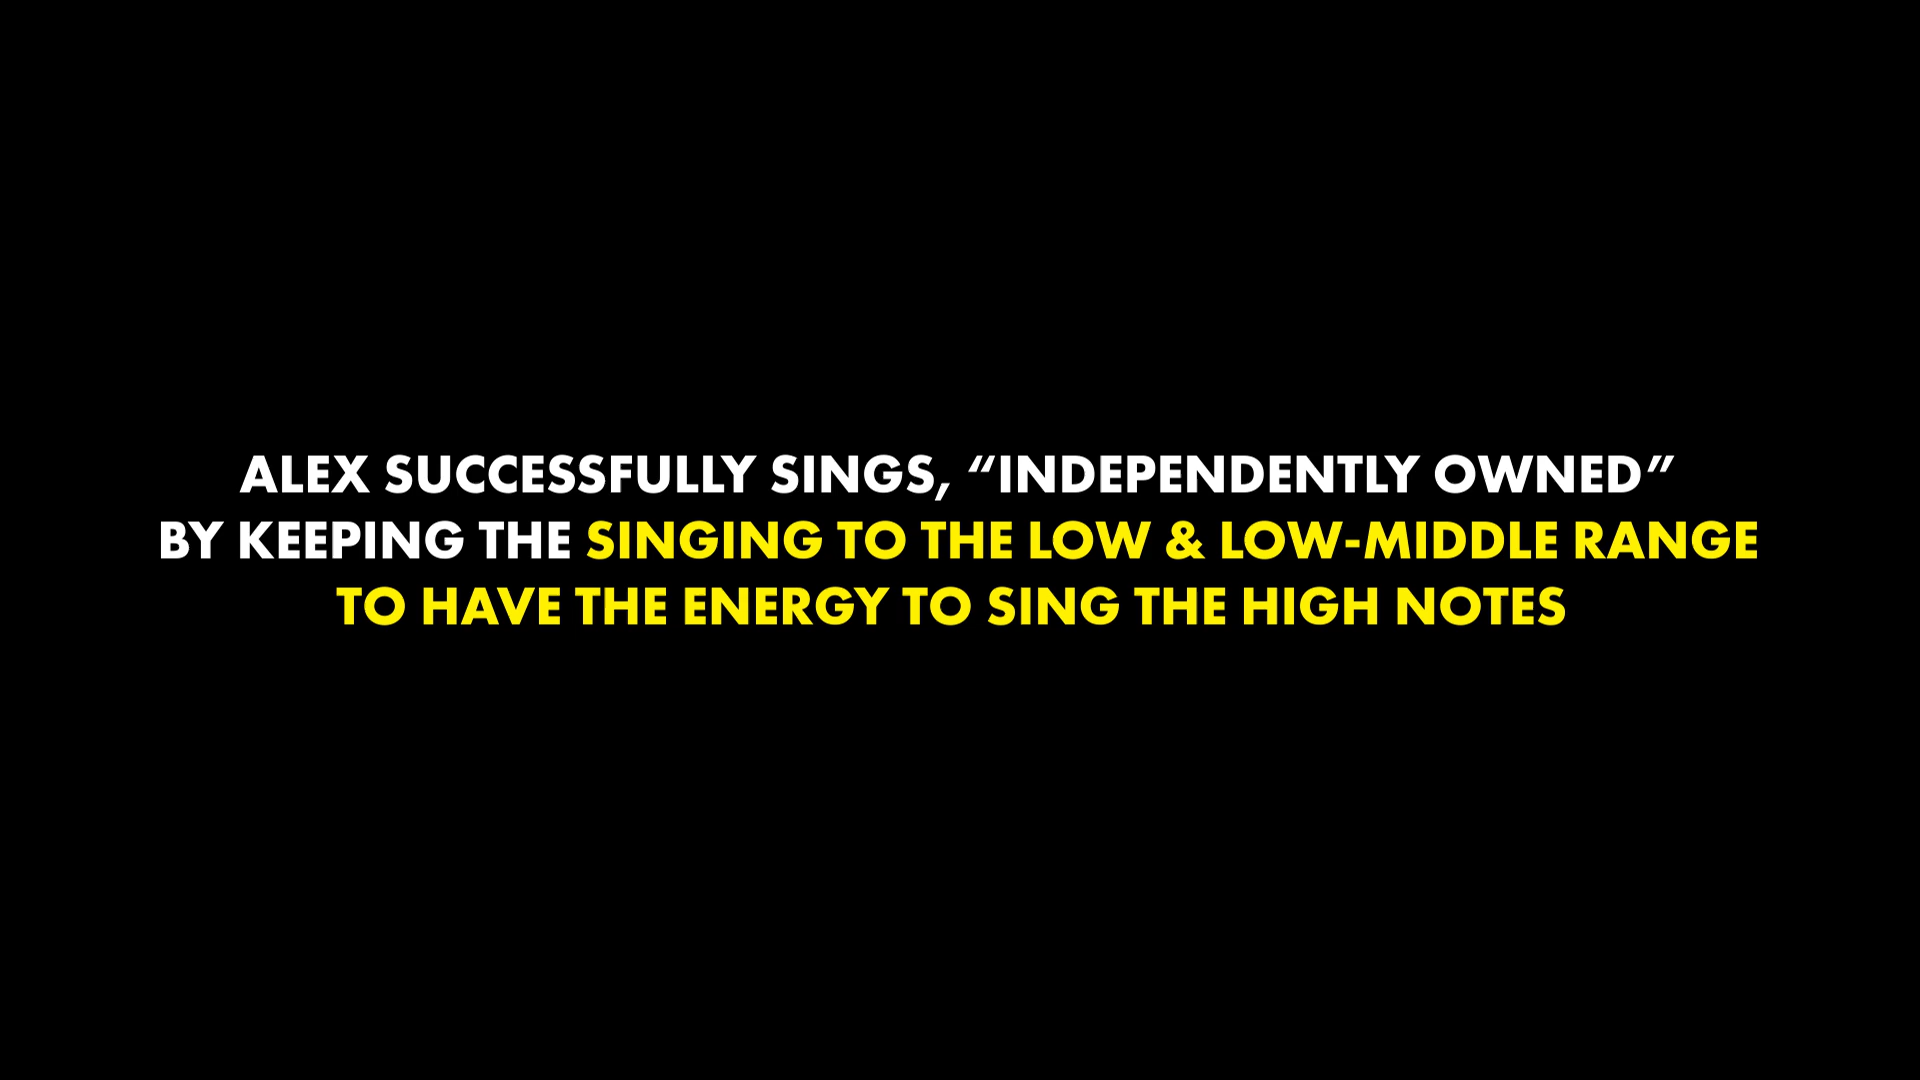 ALEX SUCCESSFULLY SINGS, “INDEPENDENTLY OWNED”
BY KEEPING THE SINGING TO THE LOW & LOW-MIDDLE RANGE
TO HAVE THE ENERGY TO SING THE HIGH NOTES